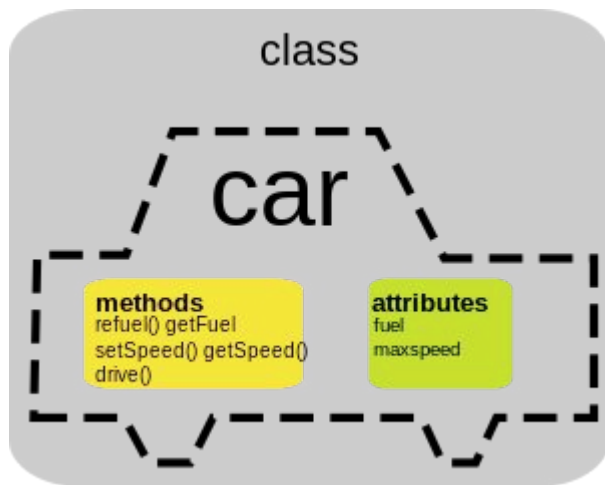 class
car
methods
refuel() getFuel
setSpeed() getSpeed()
drive()
attributes
fuel
maxspeed